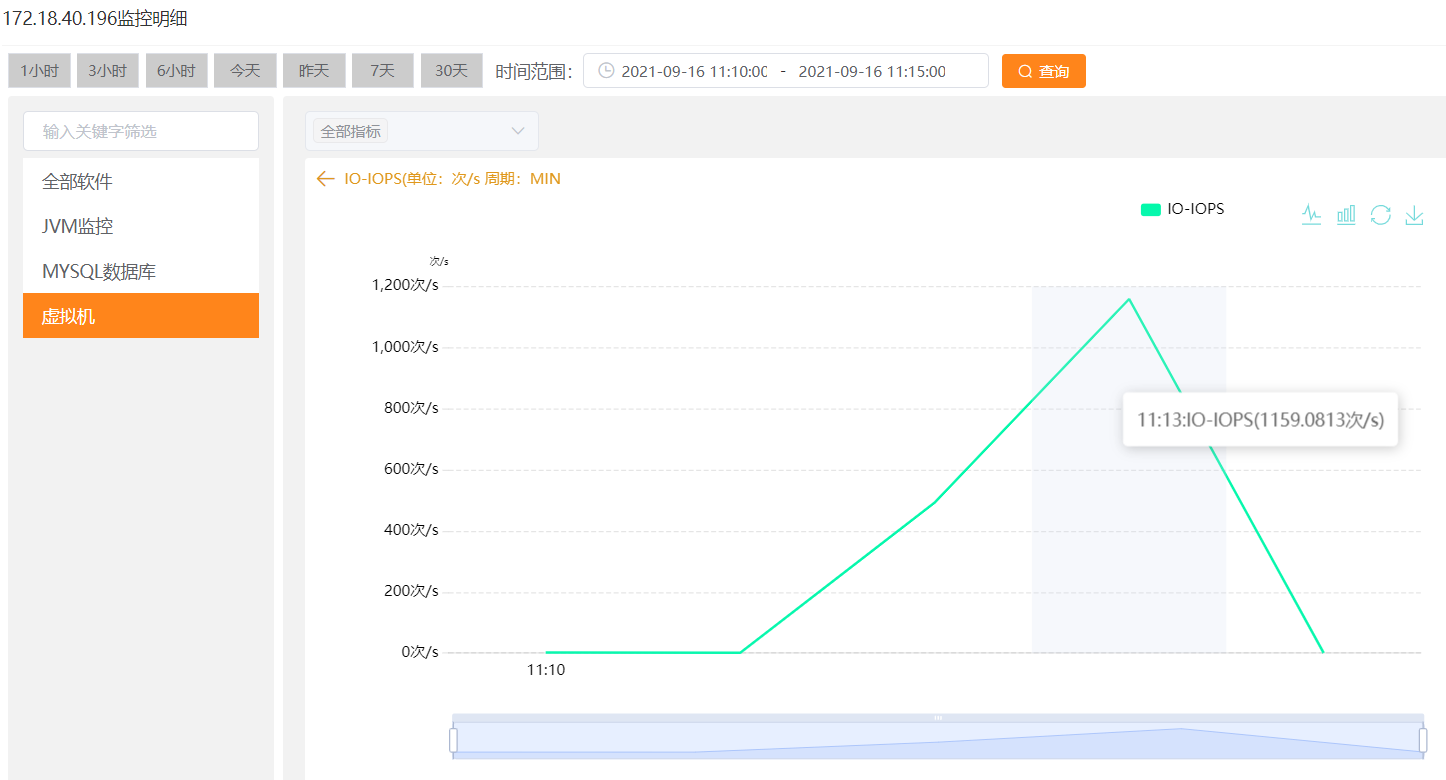 172.18.40.196监控明细
1小时 3小时 6小时 今天 昨天 7天 30天 时间范围： 2021-09-16 11:10:00 - 2021-09-16 11:15:00 查询
输入关键字筛选
全部软件
JVM监控
MYSQL数据库
虚拟机
全部指标
IO-IOPS(单位：次/s 周期：MIN
IO-IOPS
次/s
1,200次/s
1,000次/s
800次/s
11:13:IO-IOPS(1159.0813次/s)
600次/s
400次/s
200次/s
0次/s
11:10